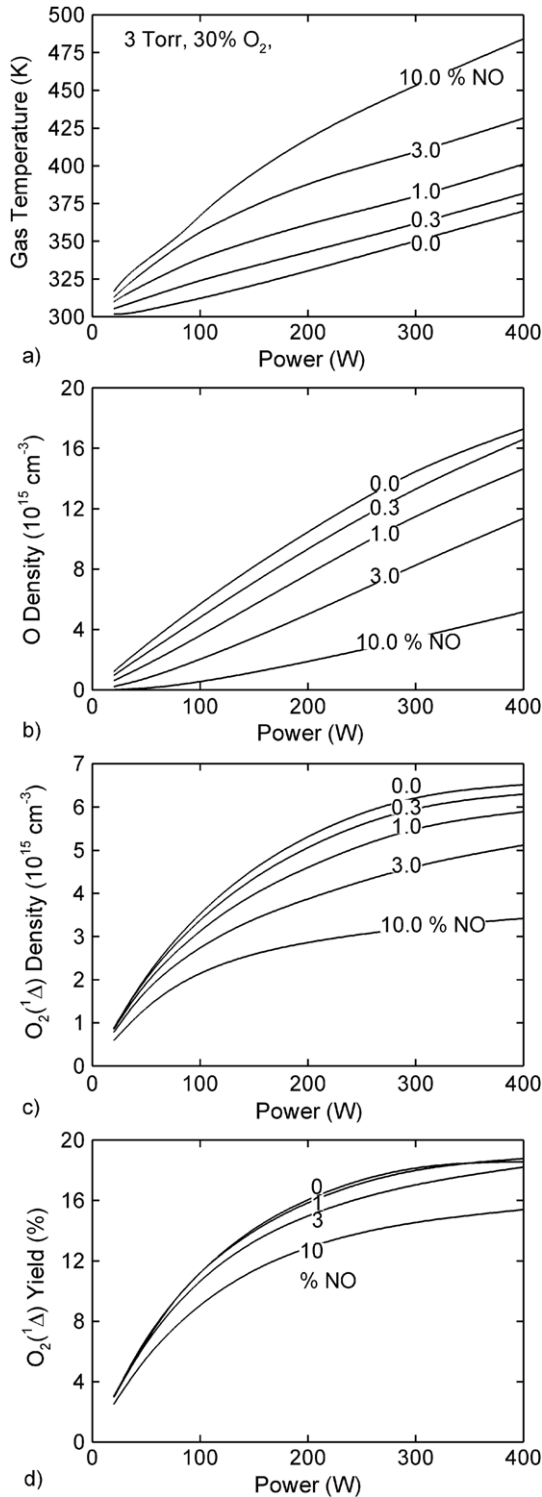 500
475
450
425
400
375
350
325
300
Gas Temperature (K)
3 Torr, 30% O₂,
10.0 % NO
3.0
1.0
0.3
0.0
0 100 200 300 400
Power (W)
a)
20
16
12
8
4
0
O Density (10¹⁵ cm⁻³)
0.0
0.3
1.0
3.0
10.0 % NO
0 100 200 300 400
Power (W)
b)
7
6
5
4
3
2
1
0
O₂(¹Δ) Density (10¹⁵ cm⁻³)
0.0
0.3
1.0
3.0
10.0 % NO
0 100 200 300 400
Power (W)
c)
20
16
12
8
4
0
O₂(¹Δ) Yield (%)
0
1
3
10
% NO
0 100 200 300 400
Power (W)
d)